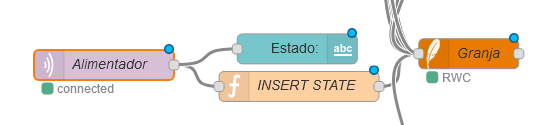 Estado:
abc
Alimentador
Granja
INSERT STATE
connected
RWC